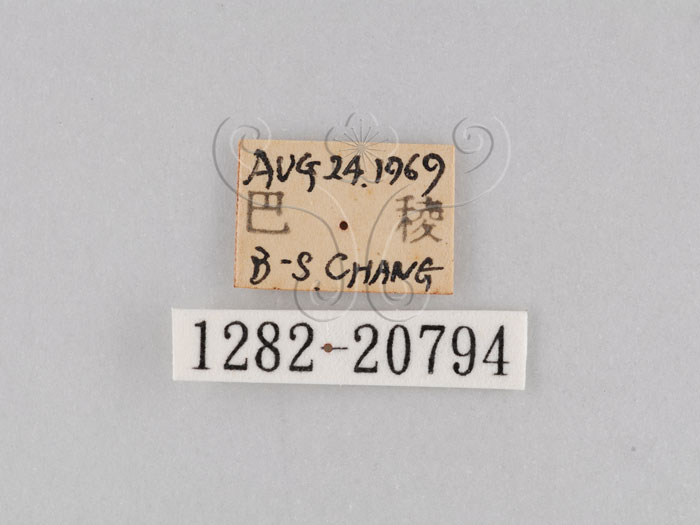 AUG 24.1969
巴 稜
B-S. CHANG
1282-20794